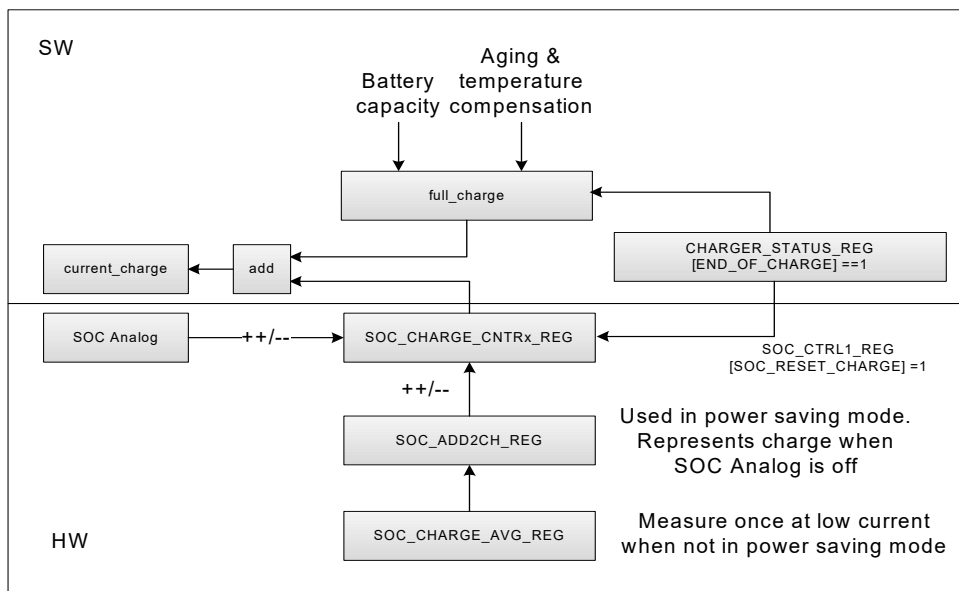 SW
Aging &
temperature
compensation
Battery
capacity
full_charge
CHARGER_STATUS_REG
[END_OF_CHARGE] ==1
current_charge
add
SOC Analog
++/--
SOC_CHARGE_CNTRx_REG
SOC_CTRL1_REG
[SOC_RESET_CHARGE] =1
++/--
SOC_ADD2CH_REG
Used in power saving mode.
Represents charge when
SOC Analog is off
SOC_CHARGE_AVG_REG
Measure once at low current
when not in power saving mode
HW